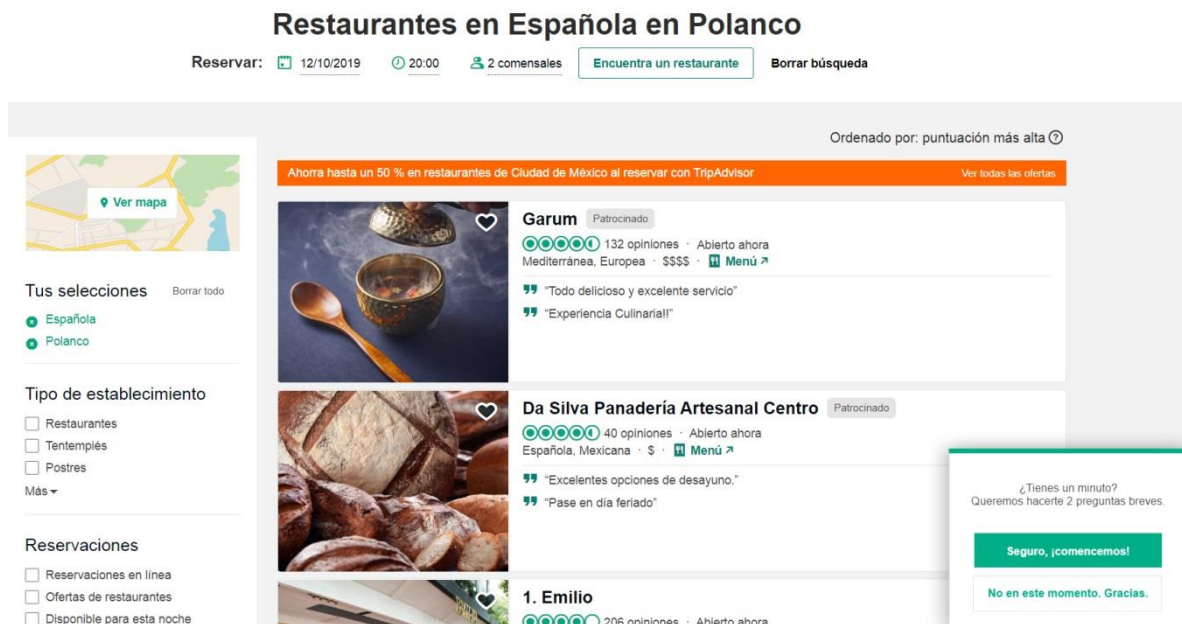 Restaurantes en Española en Polanco
Reservar: 12/10/2019 20:00 2 comensales Encuentra un restaurante Borrar búsqueda
Ordenado por: puntuación más alta ?
Ver mapa
Tus selecciones Borrar todo
Española
Polanco
Tipo de establecimiento
Restaurantes
Tentempiés
Postres
Más
Reservaciones
Reservaciones en línea
Ofertas de restaurantes
Disponible para esta noche
Ahorra hasta un 50 % en restaurantes de Ciudad de México al reservar con TripAdvisor Ver todas las ofertas
Garum Patrocinado
132 opiniones · Abierto ahora
Mediterránea, Europea · $$$$ · Menú
"Todo delicioso y excelente servicio"
"Experiencia Culinaria!!"
Da Silva Panadería Artesanal Centro Patrocinado
40 opiniones · Abierto ahora
Española, Mexicana · $ · Menú
"Excelentes opciones de desayuno."
"Pase en día feriado"
1. Emilio
206 opiniones · Abierto ahora
¿Tienes un minuto?
Queremos hacerte 2 preguntas breves.
Seguro, ¡comencemos!
No en este momento. Gracias.